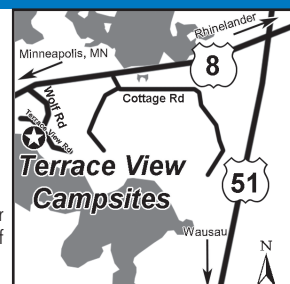 Rhinelander
Minneapolis, MN
8
Wolf Rd
Cottage Rd
Terrace View Rd
Terrace View
Campsites
51
r
f
Wausau
N